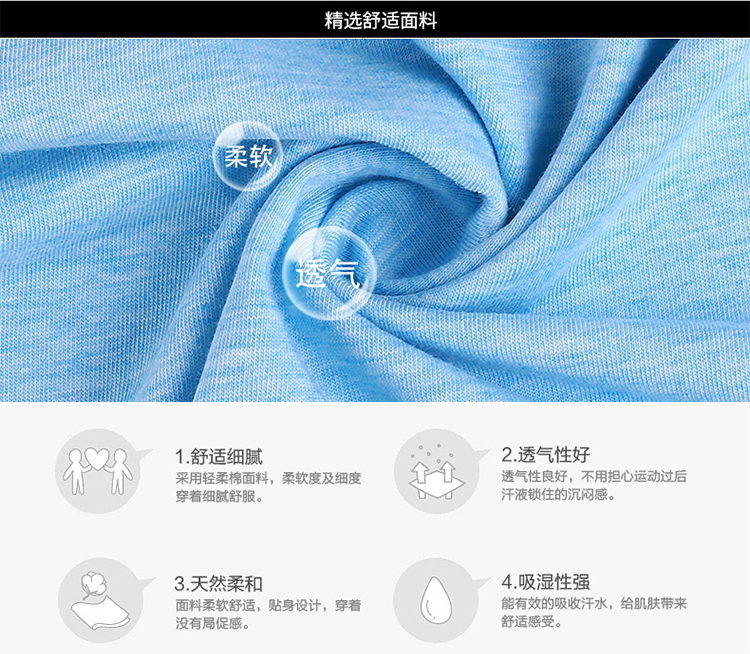 精选舒适面料
柔软
透气
1.舒适细腻
采用轻柔棉面料，柔软度及细度
穿着细腻舒服。
2.透气性好
透气性良好，不用担心运动过后
汗液锁住的沉闷感。
3.天然柔和
面料柔软舒适，贴身设计，穿着
没有局促感。
4.吸湿性强
能有效的吸收汗水，给肌肤带来
舒适感受。